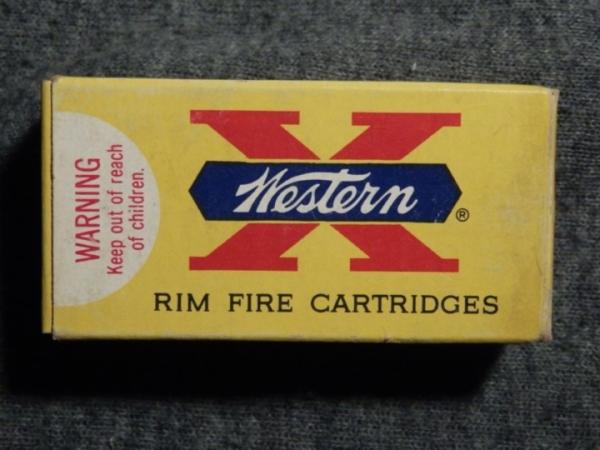 WARNING
Keep out of reach
of children.
X
Western
®
RIM FIRE CARTRIDGES